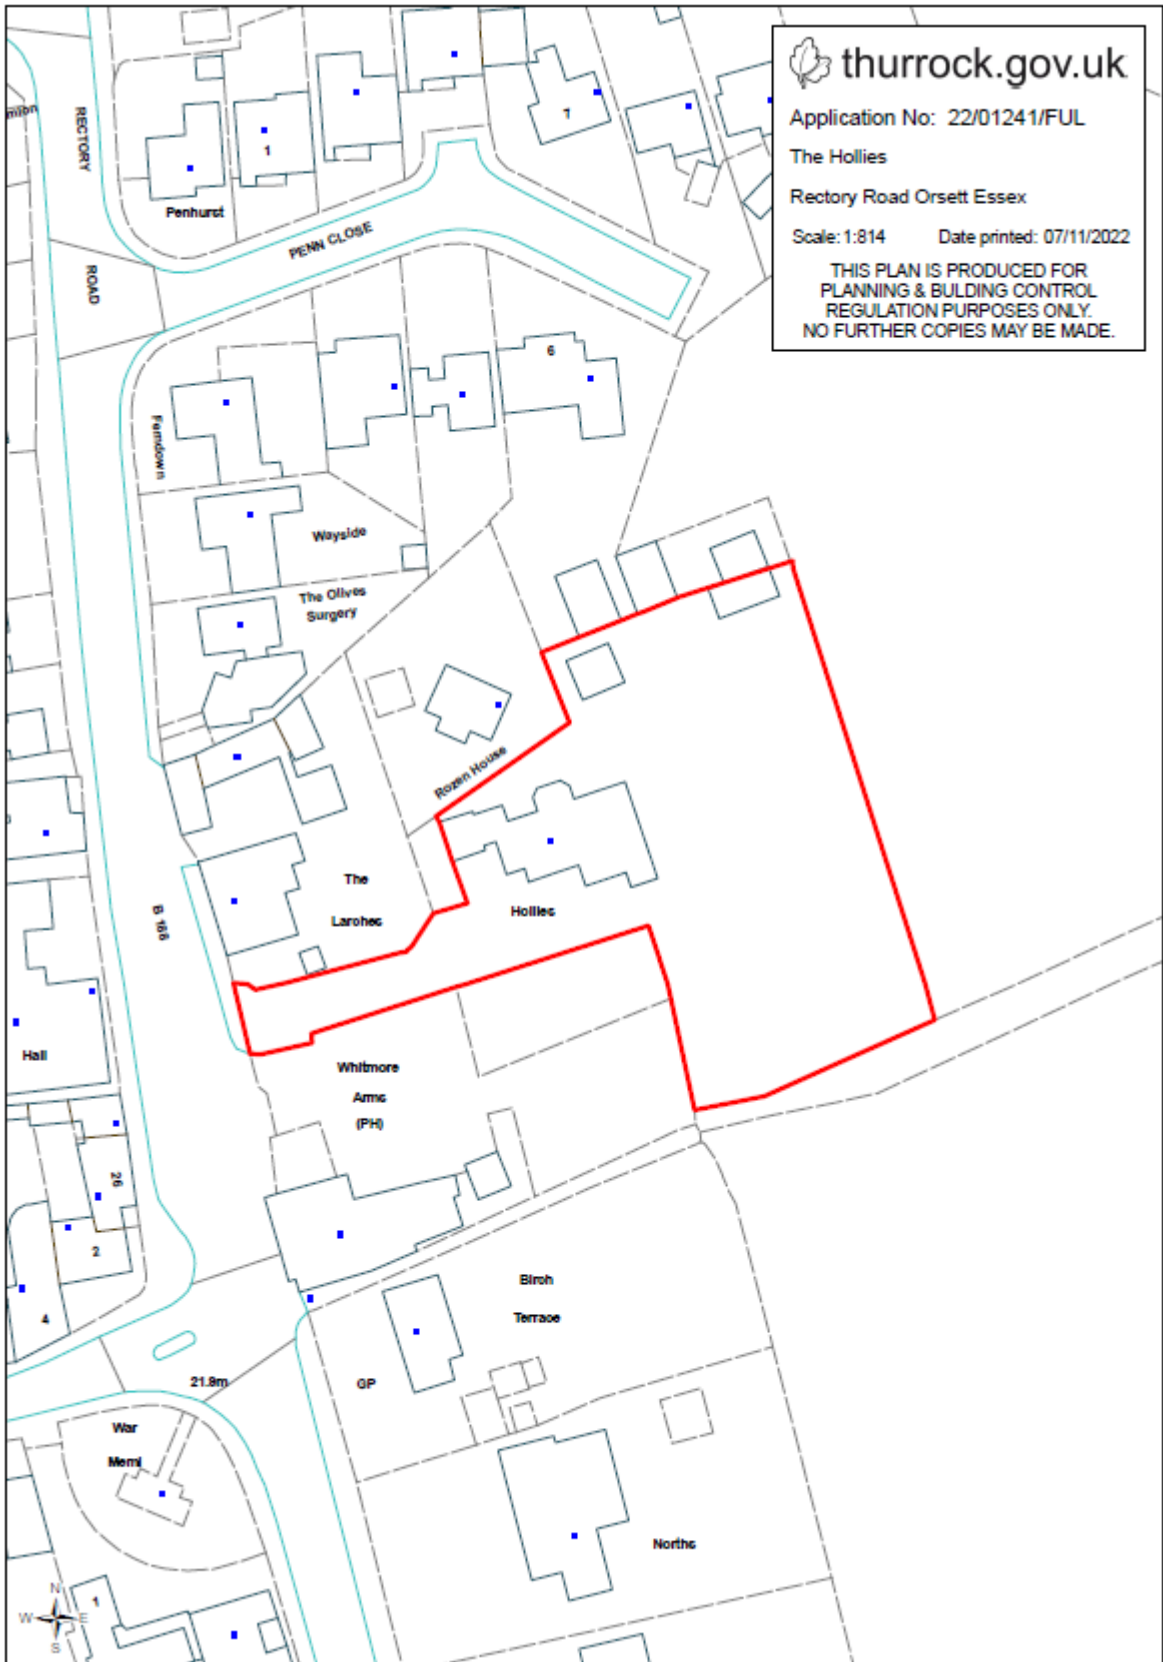 thurrock.gov.uk
Application No: 22/01241/FUL
The Hollies
Rectory Road Orsett Essex
Scale: 1:814 Date printed: 07/11/2022
THIS PLAN IS PRODUCED FOR
PLANNING & BULDING CONTROL
REGULATION PURPOSES ONLY.
NO FURTHER COPIES MAY BE MADE.
RECTORY
1
7
Penhurst
PENN CLOSE
ROAD
6
Ferndown
Wayside
The Olives
Surgery
Rozen House
The
Larches
Hollies
B 188
Hall
Whitmore
Arms
(PH)
26
2
4
Birch
Terrace
21.9m
GP
War
Meml
Norths
1
N
W E
S